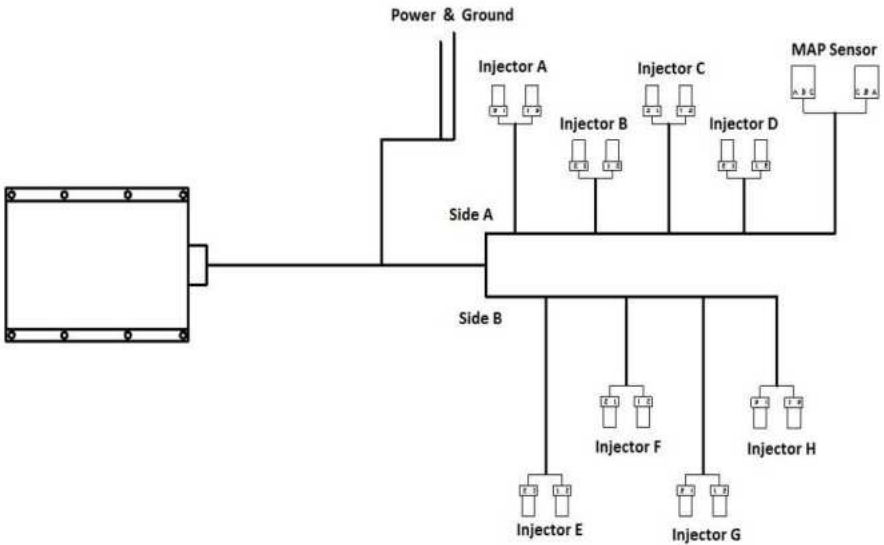 Power & Ground
Injector A
Injector C
MAP Sensor
A B C
C B A
Injector B
Injector D
Side A
Side B
Injector F
Injector H
Injector E
Injector G